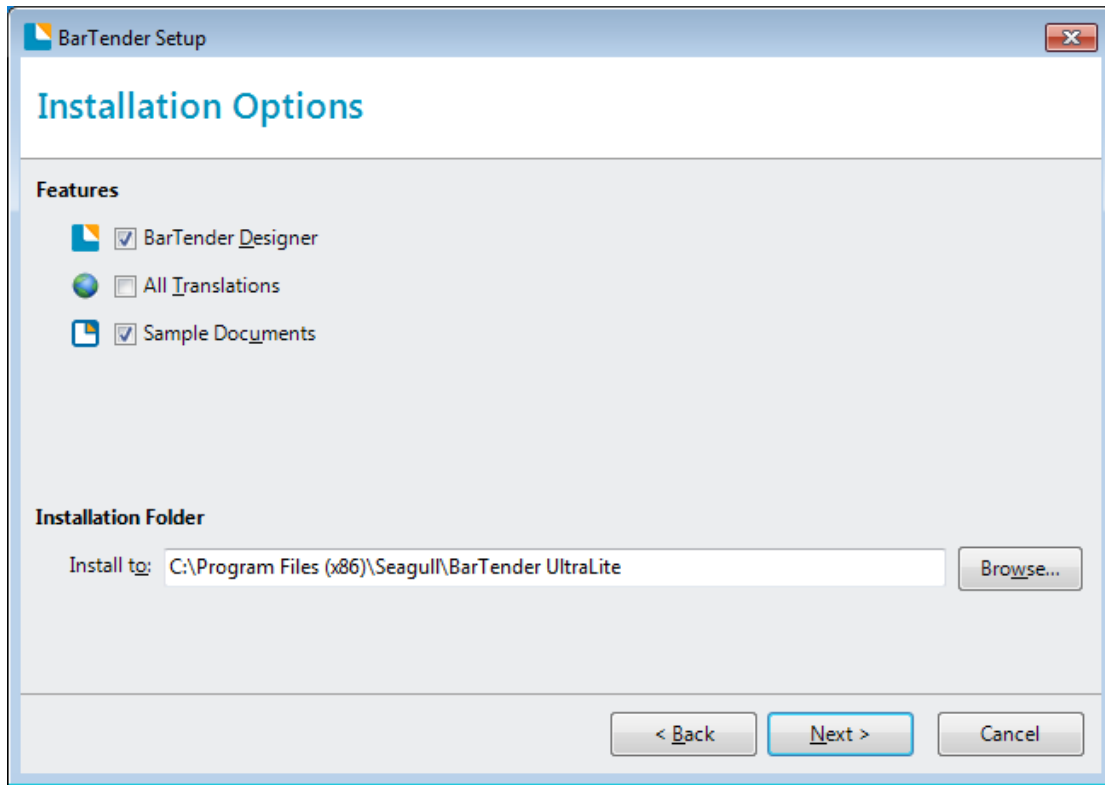 BarTender Setup
Installation Options
Features
BarTender Designer
All Translations
Sample Documents
Installation Folder
Install to: C:\Program Files (x86)\Seagull\BarTender UltraLite Browse...
< Back Next > Cancel